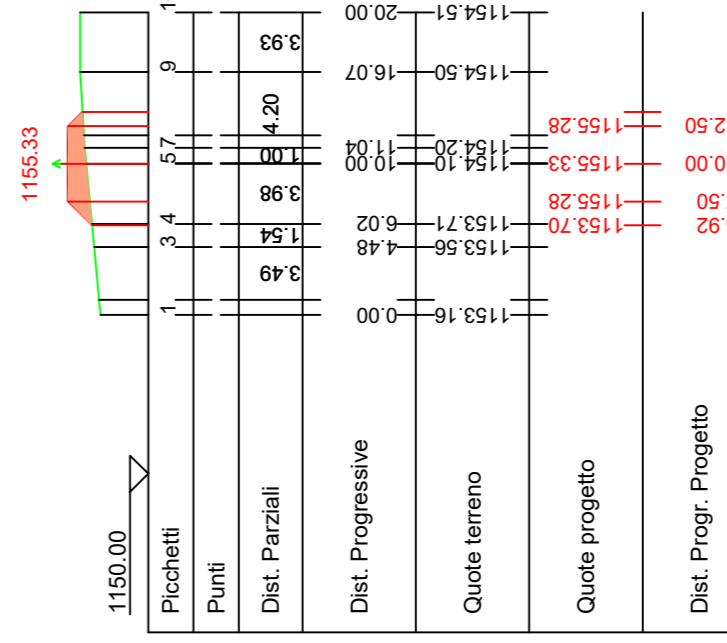 1155.33
1150.00
Picchetti 1 3 4 5 7 9 1
Punti
Dist. Parziali 3.49 1.54 3.98 1.00 4.20 3.93
Dist. Progressive 0.00 4.48 6.02 10.00 11.04 16.07 20.00
Quote terreno 1153.16 1153.56 1153.71 1154.10 1154.20 1154.50 1154.51
Quote progetto 1153.70 1155.28 1155.33 1155.28
Dist. Progr. Progetto .92 .50 0.00 2.50